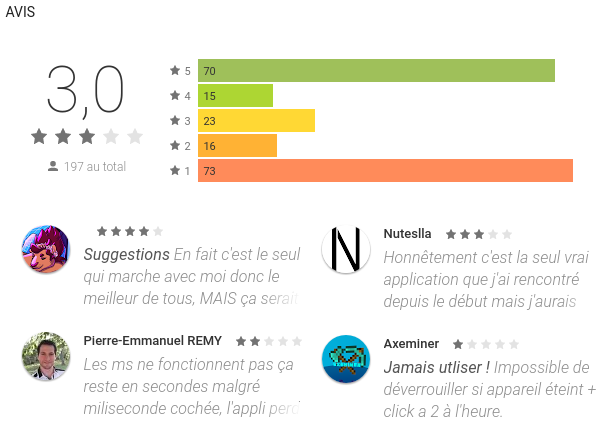 AVIS
3,0
197 au total
5 70
4 15
3 23
2 16
1 73
Suggestions En fait c'est le seul
qui marche avec moi donc le
meilleur de tous, MAIS ça serait
Nuteslla
Honnêtement c'est la seul vrai
application que j'ai rencontré
depuis le début mais j'aurais
Pierre-Emmanuel REMY
Les ms ne fonctionnent pas ça
reste en secondes malgré
miliseconde cochée, l'appli perd
Axeminer
Jamais utliser ! Impossible de
déverrouiller si appareil éteint +
click a 2 à l'heure.